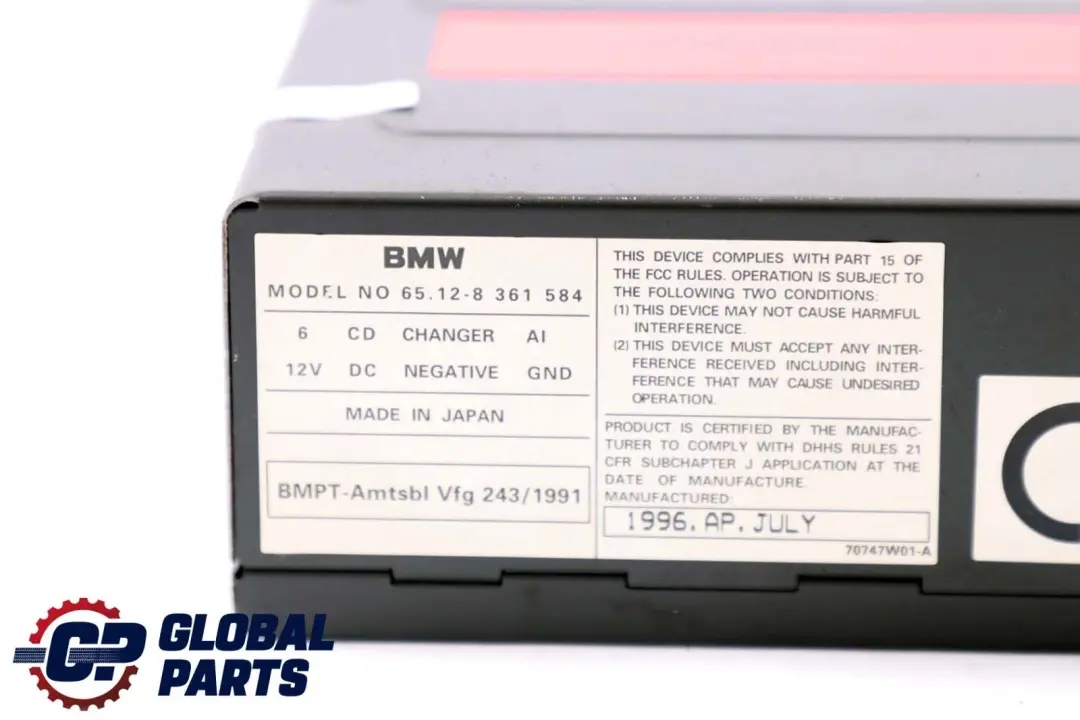 BMW
MODEL NO 65.12-8 361 584
6 CD CHANGER AI
12V DC NEGATIVE GND
MADE IN JAPAN
BMPT-Amtsbl Vfg 243/1991
THIS DEVICE COMPLIES WITH PART 15 OF
THE FCC RULES. OPERATION IS SUBJECT TO
THE FOLLOWING TWO CONDITIONS:
(1) THIS DEVICE MAY NOT CAUSE HARMFUL
INTERFERENCE.
(2) THIS DEVICE MUST ACCEPT ANY INTER-
FERENCE RECEIVED INCLUDING INTER-
FERENCE THAT MAY CAUSE UNDESIRED
OPERATION.
PRODUCT IS CERTIFIED BY THE MANUFAC-
TURER TO COMPLY WITH DHHS RULES 21
CFR SUBCHAPTER J APPLICATION AT THE
DATE OF MANUFACTURE.
MANUFACTURED:
1996. AP. JULY
70747W01-A
CP GLOBAL
PARTS